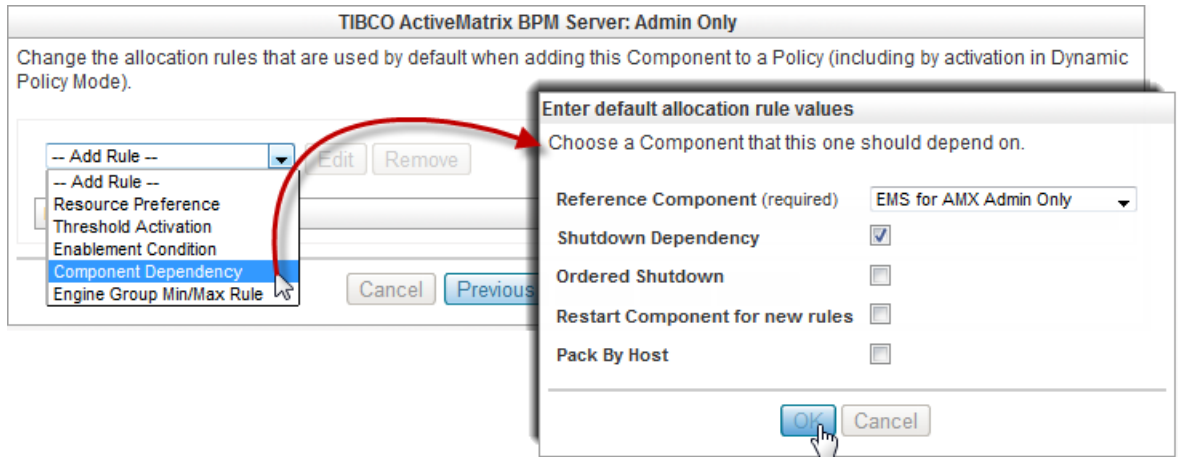 TIBCO ActiveMatrix BPM Server: Admin Only
Change the allocation rules that are used by default when adding this Component to a Policy (including by activation in Dynamic
Policy Mode).
-- Add Rule --
Edit
Remove
-- Add Rule --
Resource Preference
Threshold Activation
Enablement Condition
Component Dependency
Engine Group Min/Max Rule
Cancel
Previous
Enter default allocation rule values
Choose a Component that this one should depend on.
Reference Component (required)
EMS for AMX Admin Only
Shutdown Dependency
Ordered Shutdown
Restart Component for new rules
Pack By Host
OK
Cancel